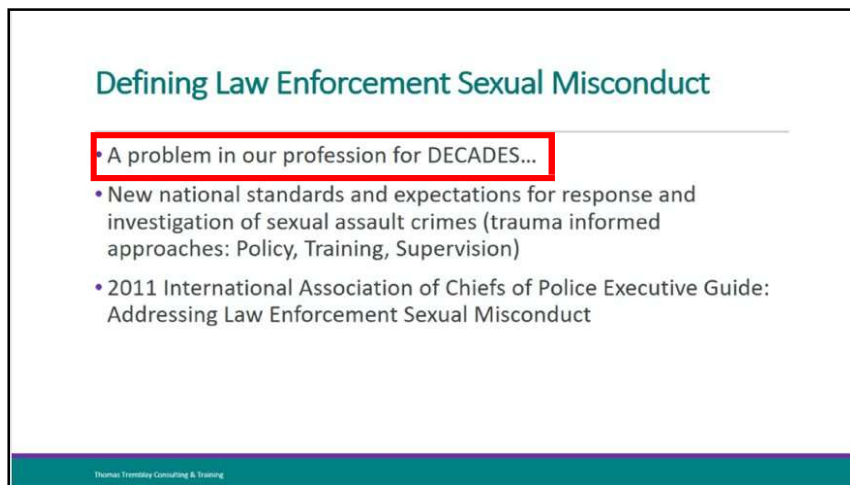 Defining Law Enforcement Sexual Misconduct
• A problem in our profession for DECADES...
• New national standards and expectations for response and
investigation of sexual assault crimes (trauma informed
approaches: Policy, Training, Supervision)
• 2011 International Association of Chiefs of Police Executive Guide:
Addressing Law Enforcement Sexual Misconduct
Thomas Tremblay Consulting & Training